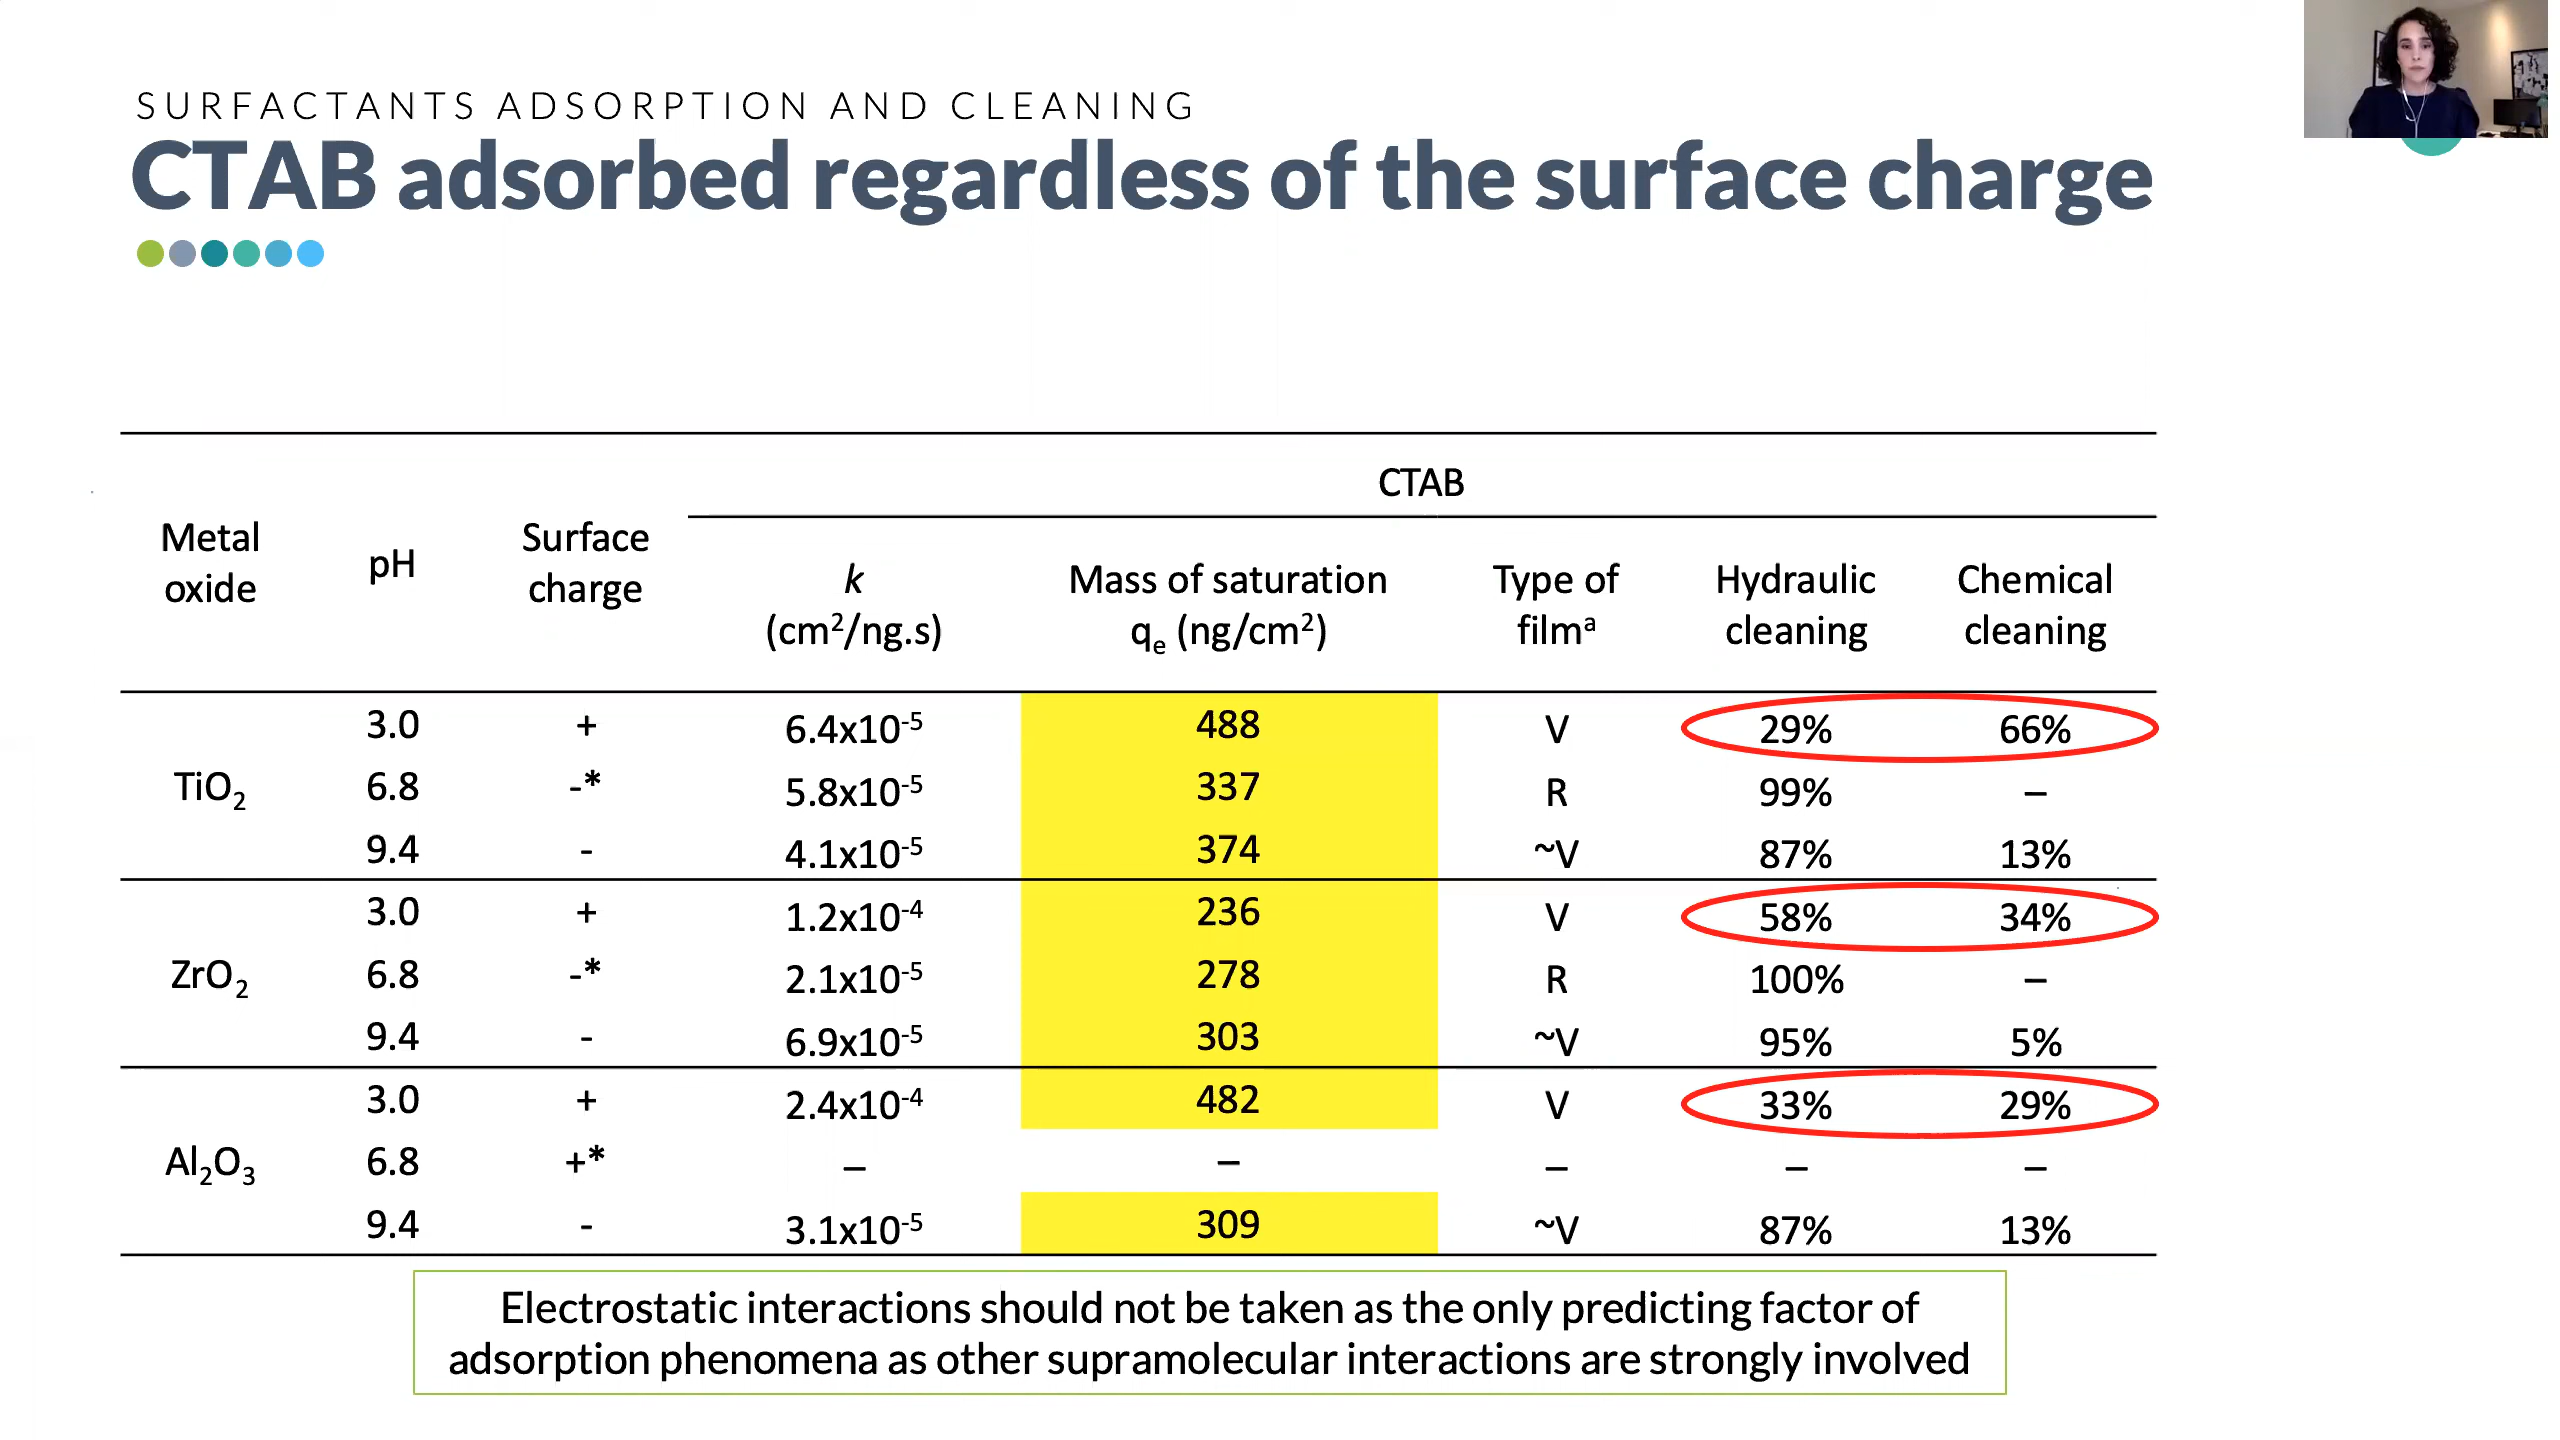 SURFACTANTS ADSORPTION AND CLEANING
CTAB adsorbed regardless of the surface charge
CTAB
Metal oxide pH Surface charge k (cm²/ng.s) Mass of saturation qₑ (ng/cm²) Type of filmᵃ Hydraulic cleaning Chemical cleaning
3.0 + 6.4x10⁻⁵ 488 V 29% 66%
TiO₂ 6.8 -* 5.8x10⁻⁵ 337 R 99% –
9.4 - 4.1x10⁻⁵ 374 ~V 87% 13%
3.0 + 1.2x10⁻⁴ 236 V 58% 34%
ZrO₂ 6.8 -* 2.1x10⁻⁵ 278 R 100% –
9.4 - 6.9x10⁻⁵ 303 ~V 95% 5%
3.0 + 2.4x10⁻⁴ 482 V 33% 29%
Al₂O₃ 6.8 +* – – – – –
9.4 - 3.1x10⁻⁵ 309 ~V 87% 13%
Electrostatic interactions should not be taken as the only predicting factor of
adsorption phenomena as other supramolecular interactions are strongly involved